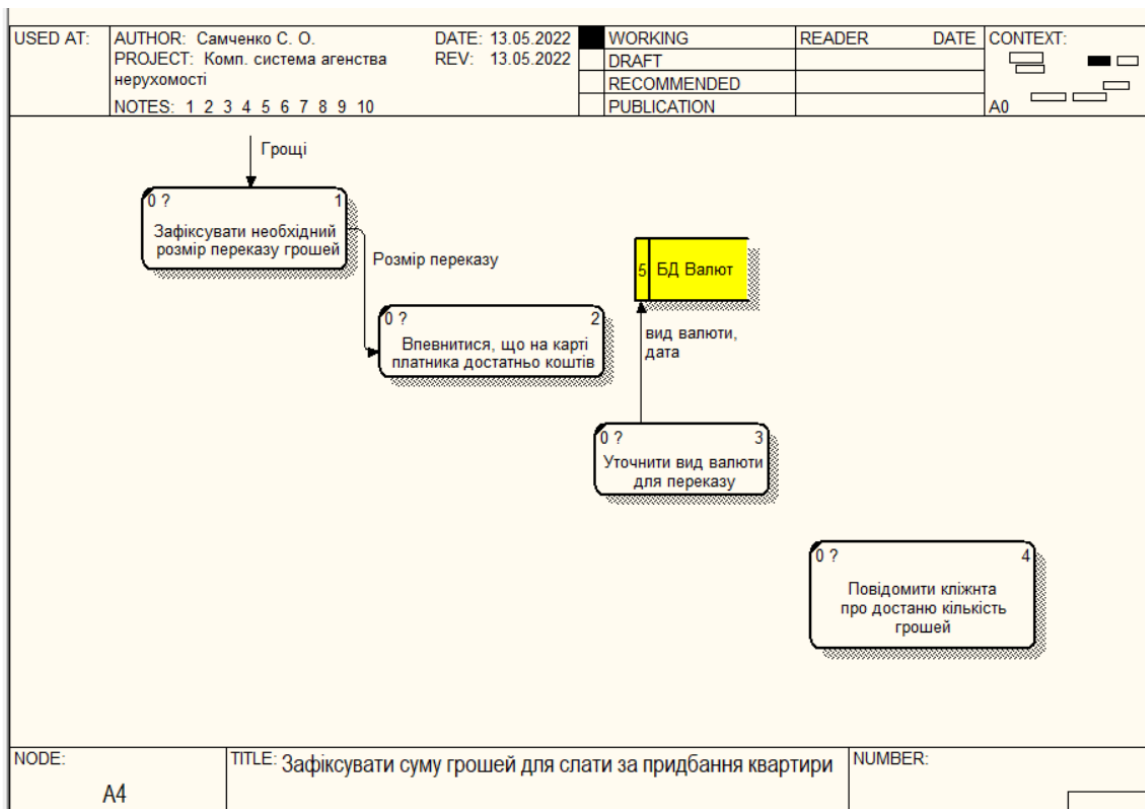 USED AT:
AUTHOR: Самченко С. О.
DATE: 13.05.2022
PROJECT: Комп. система агенства
нерухомості
REV: 13.05.2022
NOTES: 1 2 3 4 5 6 7 8 9 10
WORKING
DRAFT
RECOMMENDED
PUBLICATION
READER
DATE
CONTEXT:
A0
Грощі
0 ?
1
Зафіксувати необхідний
розмір переказу грошей
Розмір переказу
0 ?
2
Впевнитися, що на карті
платника достатньо коштів
5
БД Валют
вид валюти,
дата
0 ?
3
Уточнити вид валюти
для переказу
0 ?
4
Повідомити кліжнта
про достаню кількість
грошей
NODE:
A4
TITLE: Зафіксувати суму грошей для слати за придбання квартири
NUMBER: